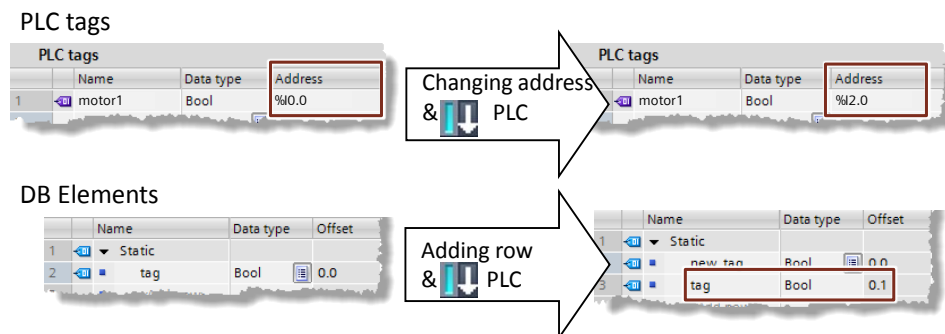 PLC tags
PLC tags
Name Data type Address
1 motor1 Bool %I0.0
Changing address
& PLC
PLC tags
Name Data type Address
motor1 Bool %I2.0
DB Elements
Name Data type Offset
1 Static
2 tag Bool 0.0
Adding row
& PLC
Name Data type Offset
1 Static
new_tag Bool 0.0
3 tag Bool 0.1